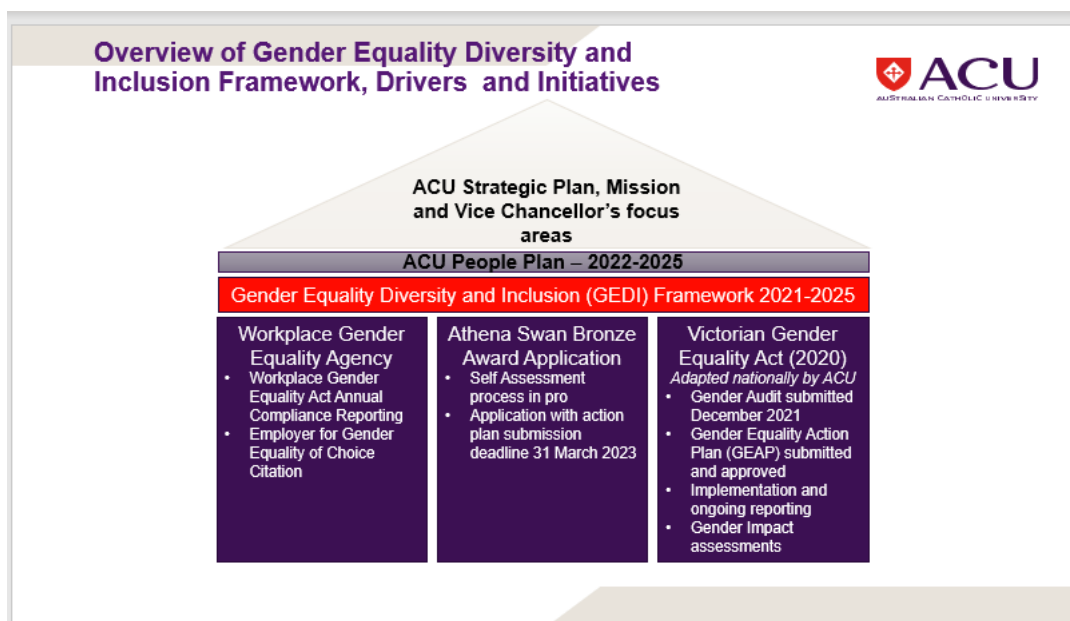 Overview of Gender Equality Diversity and
Inclusion Framework, Drivers and Initiatives
ACU
AUSTRALIAN CATHOLIC UNIVERSITY
ACU Strategic Plan, Mission
and Vice Chancellor's focus
areas
ACU People Plan – 2022-2025
Gender Equality Diversity and Inclusion (GEDI) Framework 2021-2025
Workplace Gender
Equality Agency
• Workplace Gender
Equality Act Annual
Compliance Reporting
• Employer for Gender
Equality of Choice
Citation
Athena Swan Bronze
Award Application
• Self Assessment
process in pro
• Application with action
plan submission
deadline 31 March 2023
Victorian Gender
Equality Act (2020)
Adapted nationally by ACU
• Gender Audit submitted
December 2021
• Gender Equality Action
Plan (GEAP) submitted
and approved
• Implementation and
ongoing reporting
• Gender Impact
assessments